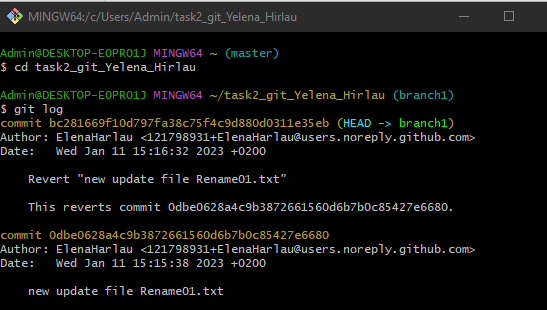 MINGW64:/c/Users/Admin/task2_git_Yelena_Hirlau
Admin@DESKTOP-EOPRO1J MINGW64 ~ (master)
$ cd task2_git_Yelena_Hirlau
Admin@DESKTOP-EOPRO1J MINGW64 ~/task2_git_Yelena_Hirlau (branch1)
$ git log
commit bc281669f10d797fa38c75f4c9d880d0311e35eb (HEAD -> branch1)
Author: ElenaHarlau <121798931+ElenaHarlau@users.noreply.github.com>
Date:   Wed Jan 11 15:16:32 2023 +0200
Revert "new update file Rename01.txt"
This reverts commit 0dbe0628a4c9b3872661560d6b7b0c85427e6680.
commit 0dbe0628a4c9b3872661560d6b7b0c85427e6680
Author: ElenaHarlau <121798931+ElenaHarlau@users.noreply.github.com>
Date:   Wed Jan 11 15:15:38 2023 +0200
new update file Rename01.txt